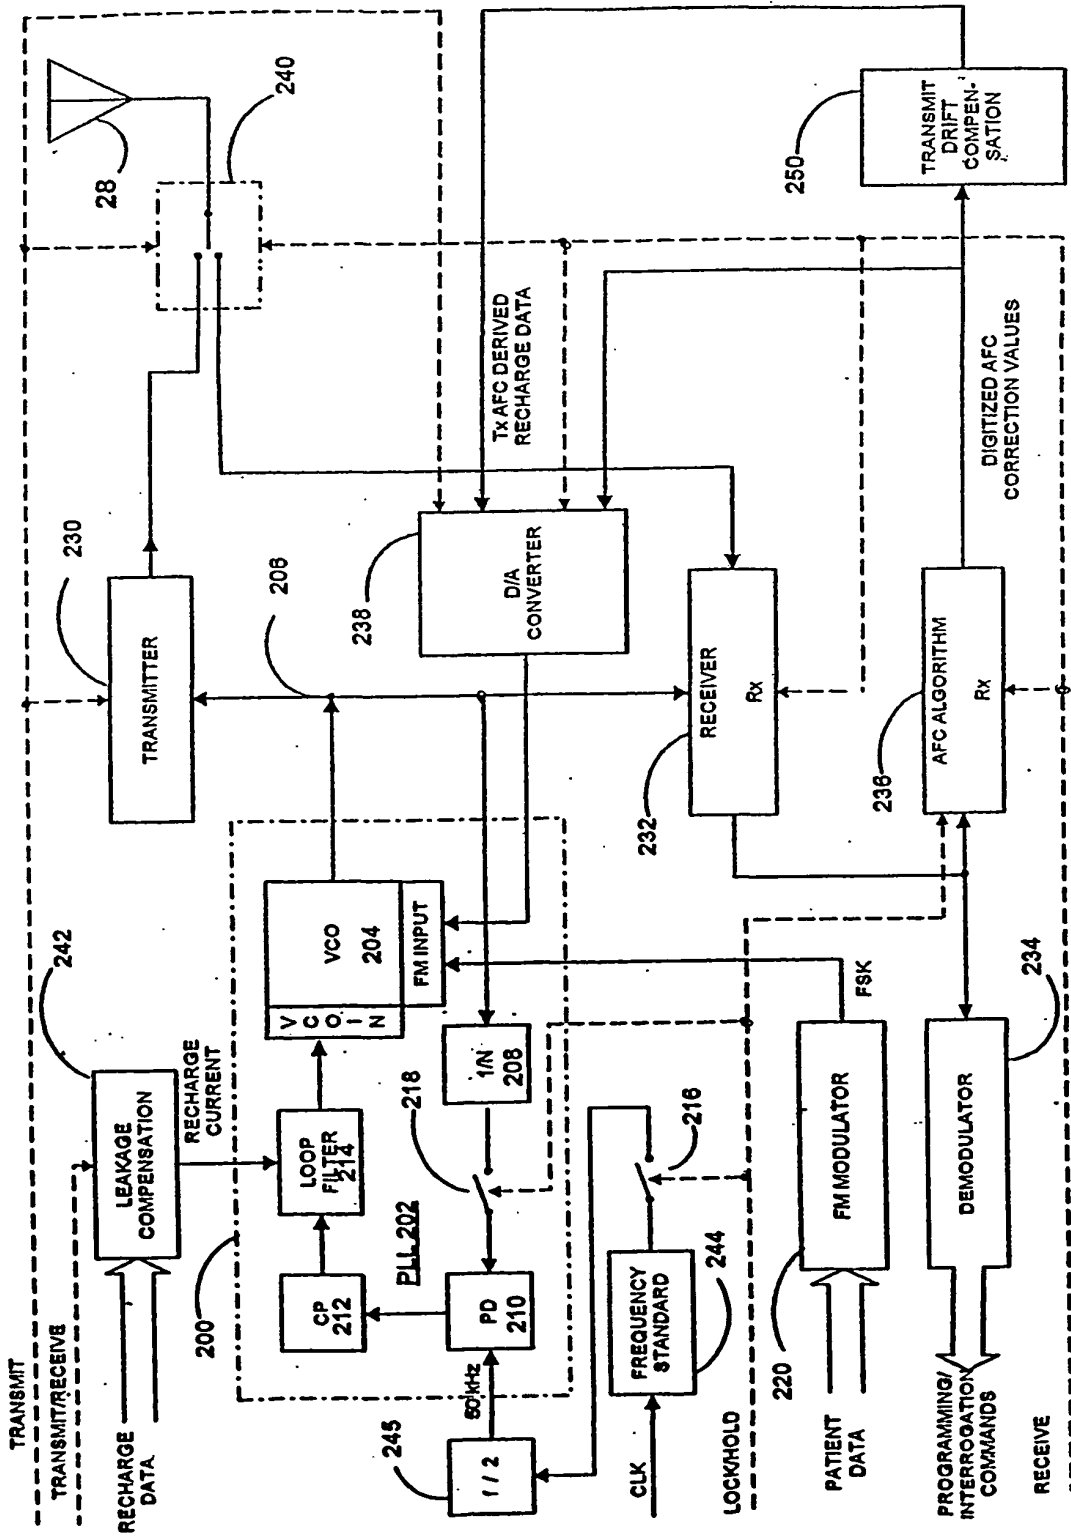 TRANSMIT
TRANSMIT/RECEIVE
RECHARGE
DATA
242
LEAKAGE
COMPENSATION
RECHARGE
CURRENT
200
230
TRANSMITTER
206
28
240
VCO
204
V C O I N
FM INPUT
LOOP
FILTER
214
CP
212
PLL 202
PD
210
218
1/N
208
50 kHz
245
f / 2
238
D/A
CONVERTER
Tx AFC DERIVED
RECHARGE DATA
CLK
FREQUENCY
STANDARD
244
216
LOCK/HOLD
232
RECEIVER
Rx
PATIENT
DATA
220
FM MODULATOR
FSK
236
AFC ALGORITHM
Rx
DIGITIZED AFC
CORRECTION VALUES
250
TRANSMIT
DRIFT
COMPEN-
SATION
PROGRAMMING/
INTERROGATION
COMMANDS
DEMODULATOR
234
RECEIVE